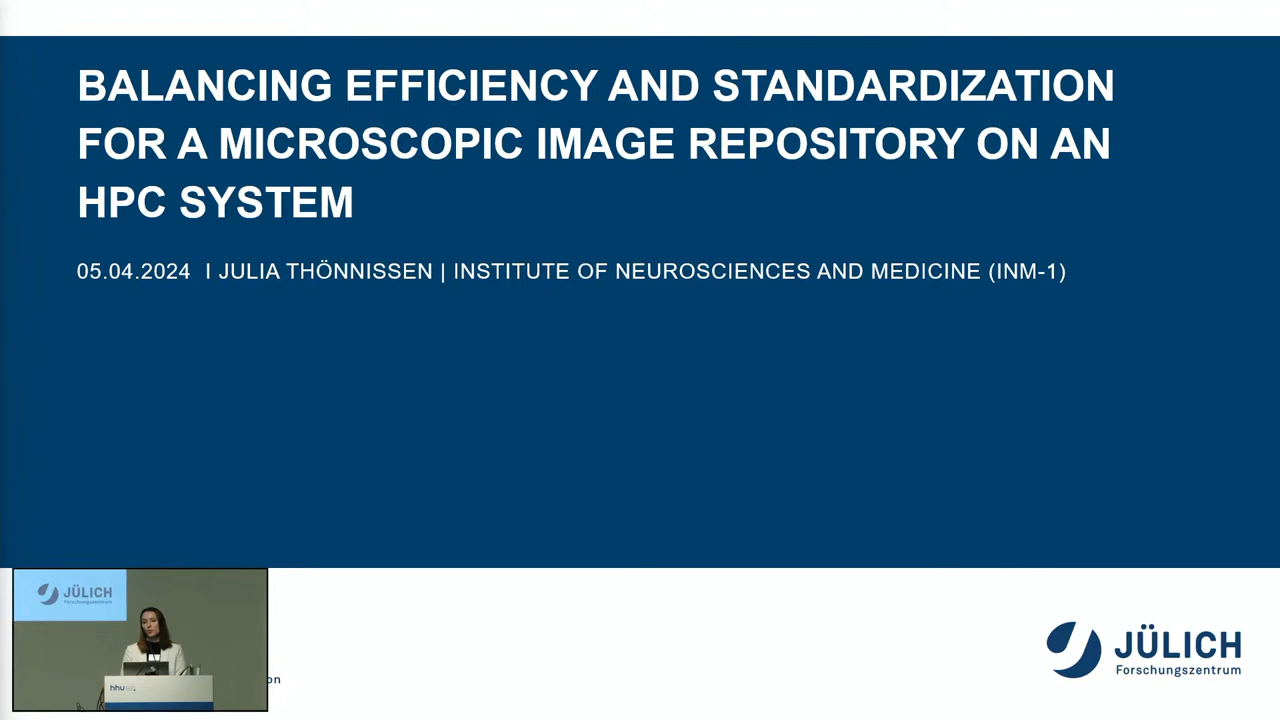 BALANCING EFFICIENCY AND STANDARDIZATION
FOR A MICROSCOPIC IMAGE REPOSITORY ON AN
HPC SYSTEM
05.04.2024 I JULIA THÖNNISSEN | INSTITUTE OF NEUROSCIENCES AND MEDICINE (INM-1)
JÜLICH
Forschungszentrum
hhu
on
JÜLICH
Forschungszentrum